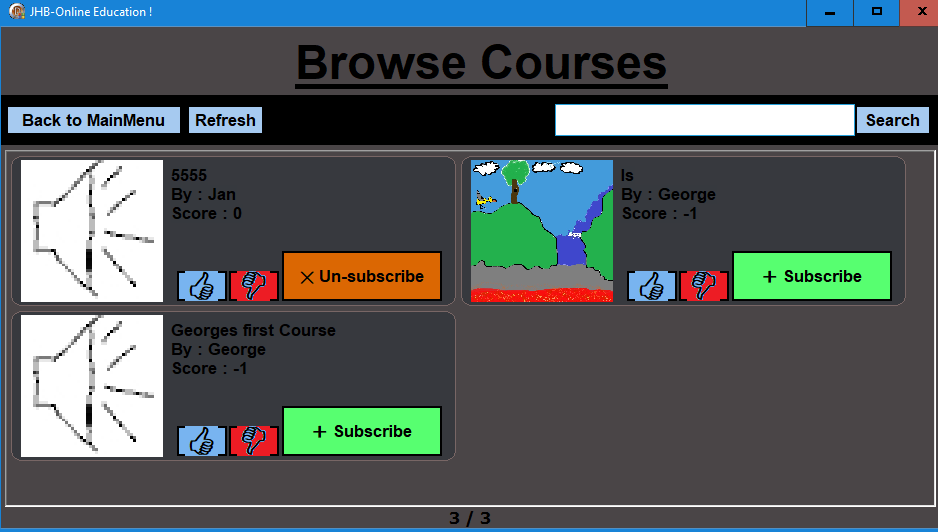 JHB-Online Education !
Browse Courses
Back to MainMenu
Refresh
Search
5555
By : Jan
Score : 0
× Un-subscribe
ls
By : George
Score : -1
+ Subscribe
Georges first Course
By : George
Score : -1
+ Subscribe
3 / 3